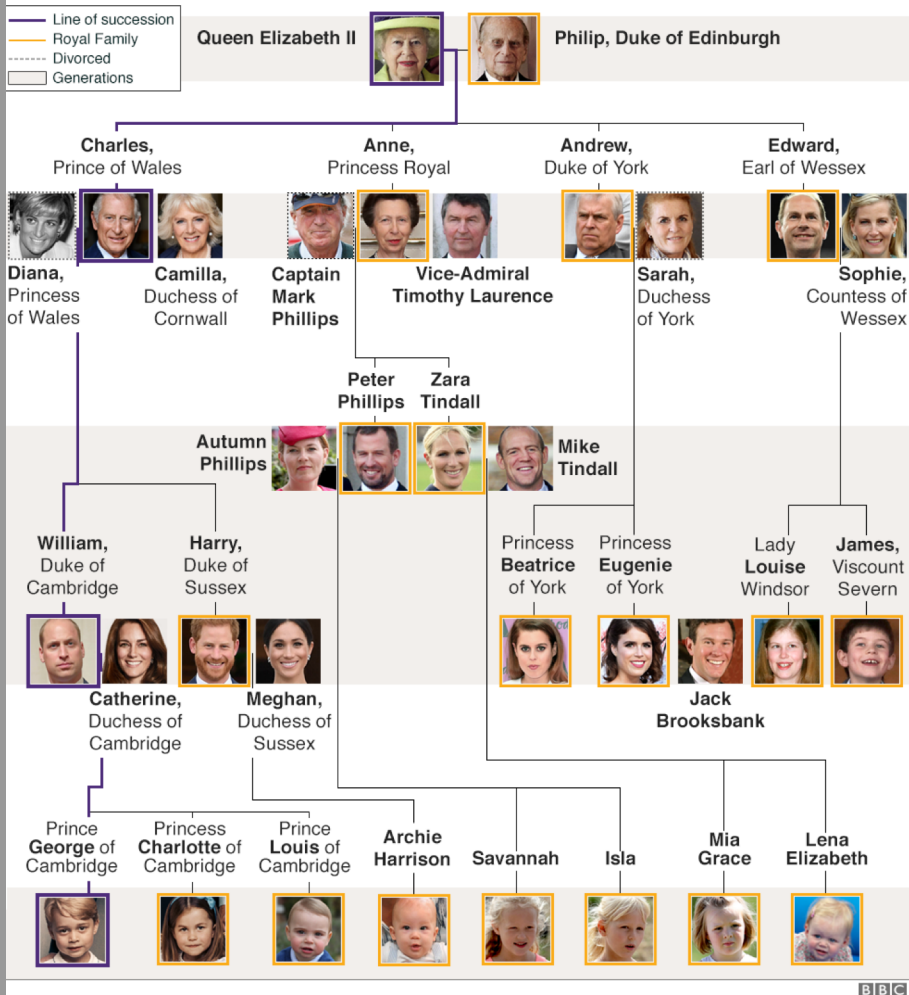 Line of succession
Royal Family
Divorced
Generations
Queen Elizabeth II
Philip, Duke of Edinburgh
Charles,
Prince of Wales
Anne,
Princess Royal
Andrew,
Duke of York
Edward,
Earl of Wessex
Diana,
Princess
of Wales
Camilla,
Duchess of
Cornwall
Captain
Mark
Phillips
Vice-Admiral
Timothy Laurence
Sarah,
Duchess
of York
Sophie,
Countess of
Wessex
Peter
Phillips
Zara
Tindall
Autumn
Phillips
Mike
Tindall
William,
Duke of
Cambridge
Harry,
Duke of
Sussex
Princess
Beatrice
of York
Princess
Eugenie
of York
Lady
Louise
Windsor
James,
Viscount
Severn
Catherine,
Duchess of
Cambridge
Meghan,
Duchess of
Sussex
Jack
Brooksbank
Prince
George of
Cambridge
Princess
Charlotte of
Cambridge
Prince
Louis of
Cambridge
Archie
Harrison
Savannah
Isla
Mia
Grace
Lena
Elizabeth
BBC